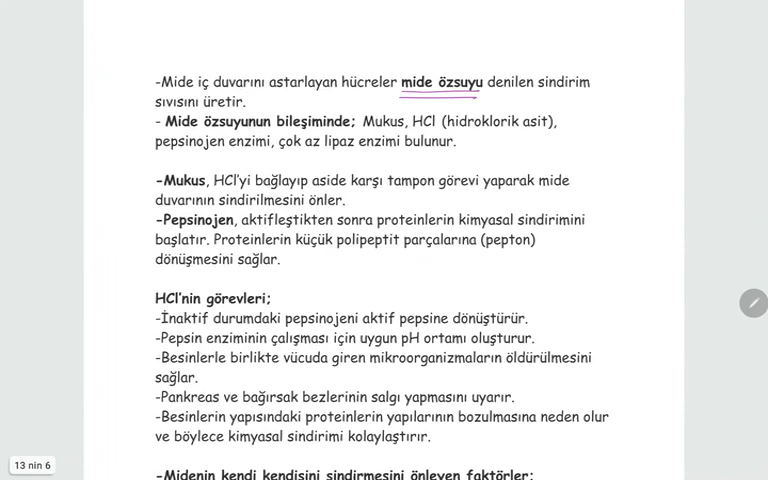 -Mide iç duvarını astarlayan hücreler mide özsuyu denilen sindirim
sıvısını üretir.
- Mide özsuyunun bileşiminde; Mukus, HCl (hidroklorik asit),
pepsinojen enzimi, çok az lipaz enzimi bulunur.
-Mukus, HCl'yi bağlayıp aside karşı tampon görevi yaparak mide
duvarının sindirilmesini önler.
-Pepsinojen, aktifleştikten sonra proteinlerin kimyasal sindirimini
başlatır. Proteinlerin küçük polipeptit parçalarına (pepton)
dönüşmesini sağlar.
HCl'nin görevleri;
-İnaktif durumdaki pepsinojeni aktif pepsine dönüştürür.
-Pepsin enziminin çalışması için uygun pH ortamı oluşturur.
-Besinlerle birlikte vücuda giren mikroorganizmaların öldürülmesini
sağlar.
-Pankreas ve bağırsak bezlerinin salgı yapmasını uyarır.
-Besinlerin yapısındaki proteinlerin yapılarının bozulmasına neden olur
ve böylece kimyasal sindirimi kolaylaştırır.
-Midenin kendi kendisini sindirmesini önleyen faktörler;
13 nin 6